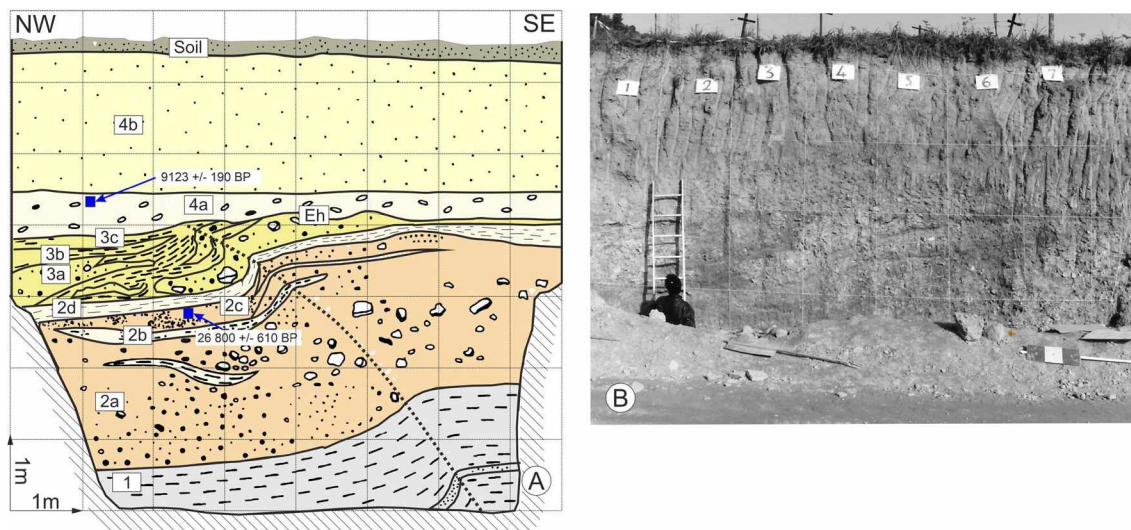 NW
SE
Soil
4b
9123 +/- 190 BP
4a
Eh
3c
3b
3a
2d
2c
2b
26 800 +/- 610 BP
2a
1
1m
1m
A
1
2
3
4
5
6
7
B